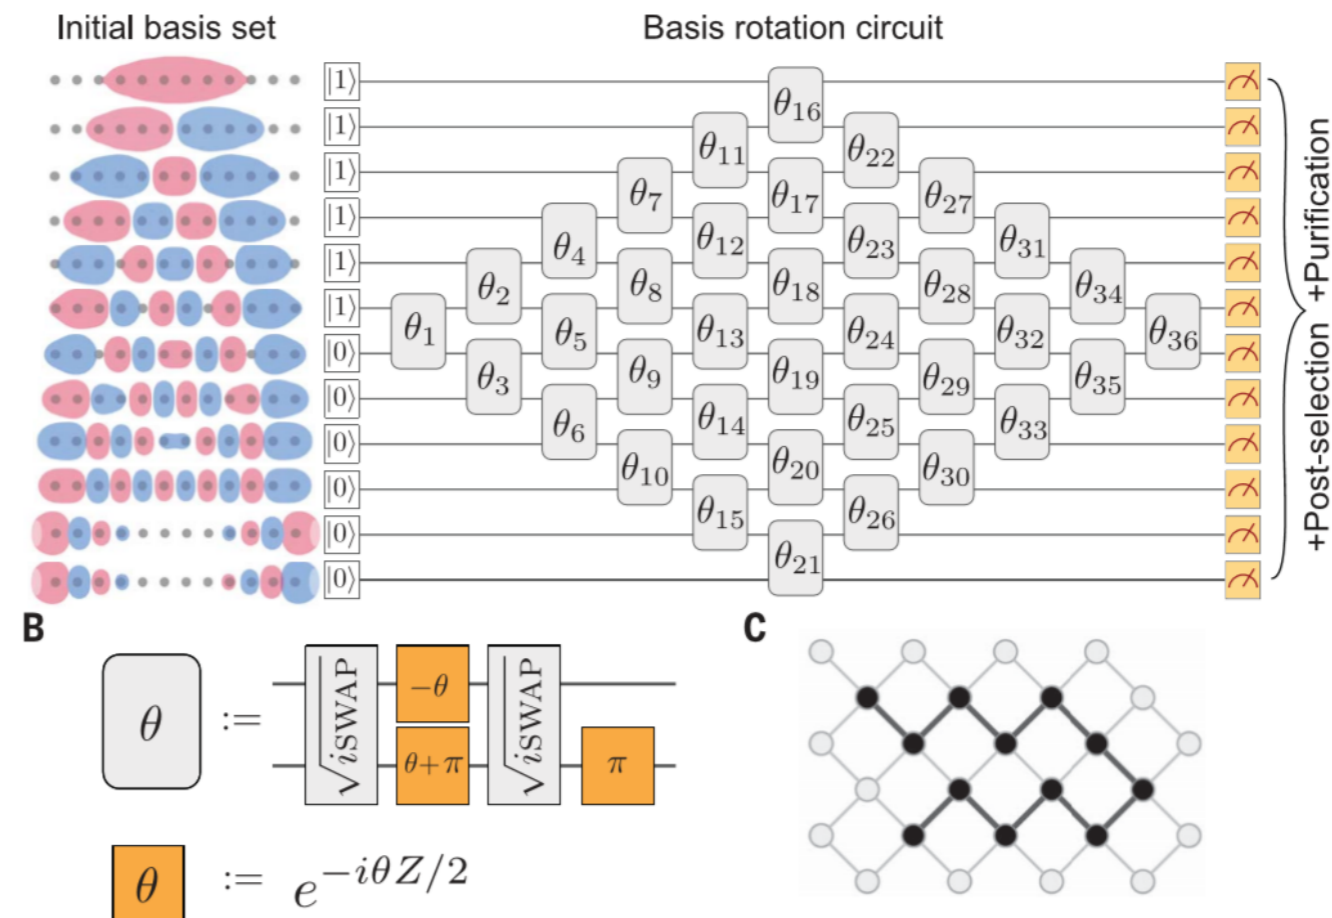 Initial basis set
Basis rotation circuit
|1⟩
|1⟩
|1⟩
|1⟩
|1⟩
|1⟩
|0⟩
|0⟩
|0⟩
|0⟩
|0⟩
|0⟩
θ₁
θ₂
θ₃
θ₄
θ₅
θ₆
θ₇
θ₈
θ₉
θ₁₀
θ₁₁
θ₁₂
θ₁₃
θ₁₄
θ₁₅
θ₁₆
θ₁₇
θ₁₈
θ₁₉
θ₂₀
θ₂₁
θ₂₂
θ₂₃
θ₂₄
θ₂₅
θ₂₆
θ₂₇
θ₂₈
θ₂₉
θ₃₀
θ₃₁
θ₃₂
θ₃₃
θ₃₄
θ₃₅
θ₃₆
+Post-selection +Purification
B
θ :=
√iSWAP
−θ
θ+π
√iSWAP
π
θ := e^{−iθZ/2}
C